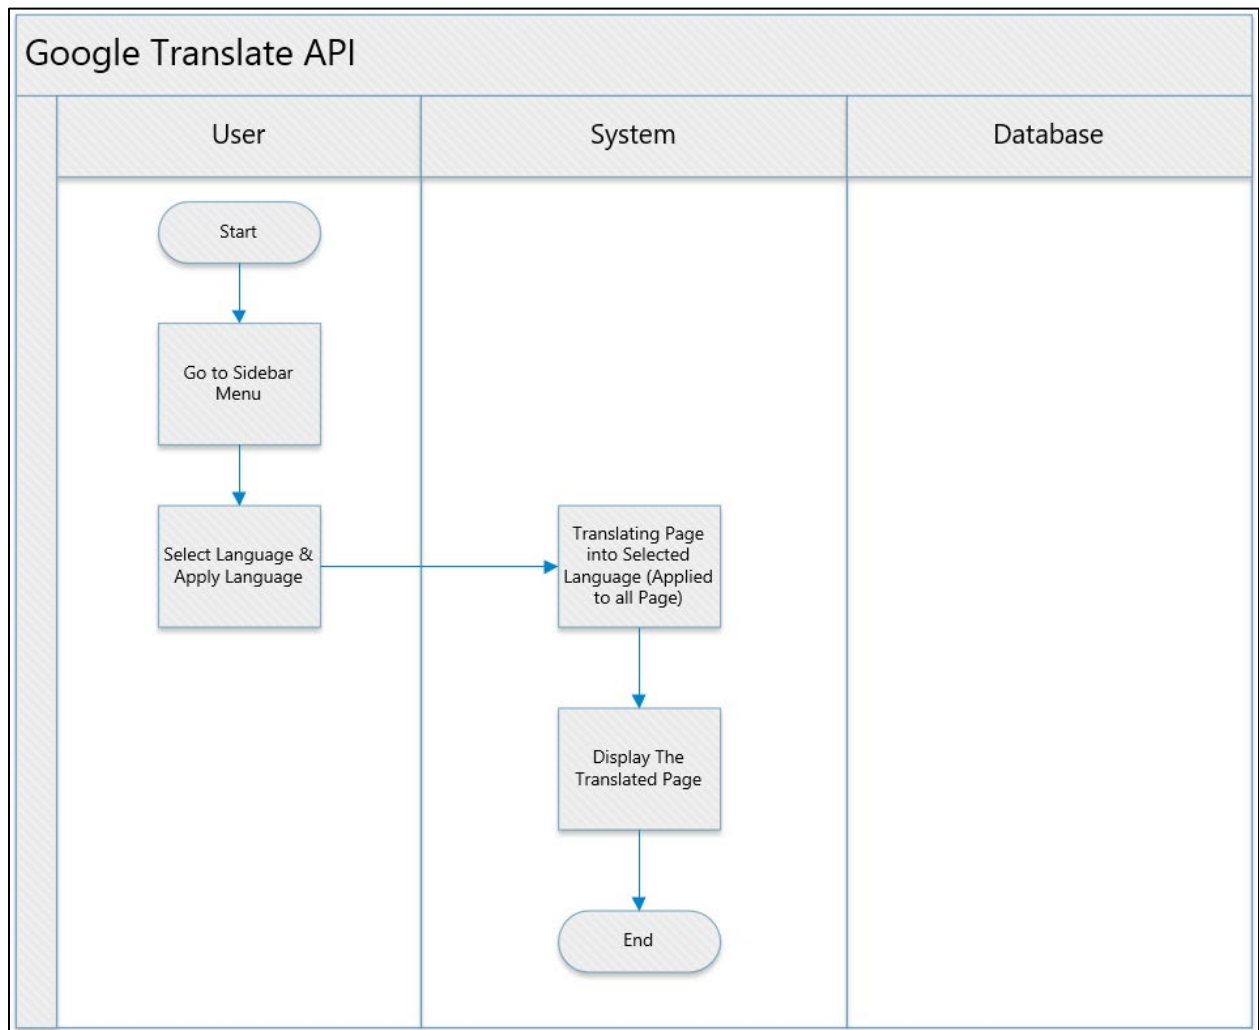 Google Translate API
User
System
Database
Start
Go to Sidebar
Menu
Select Language &
Apply Language
Translating Page
into Selected
Language (Applied
to all Page)
Display The
Translated Page
End